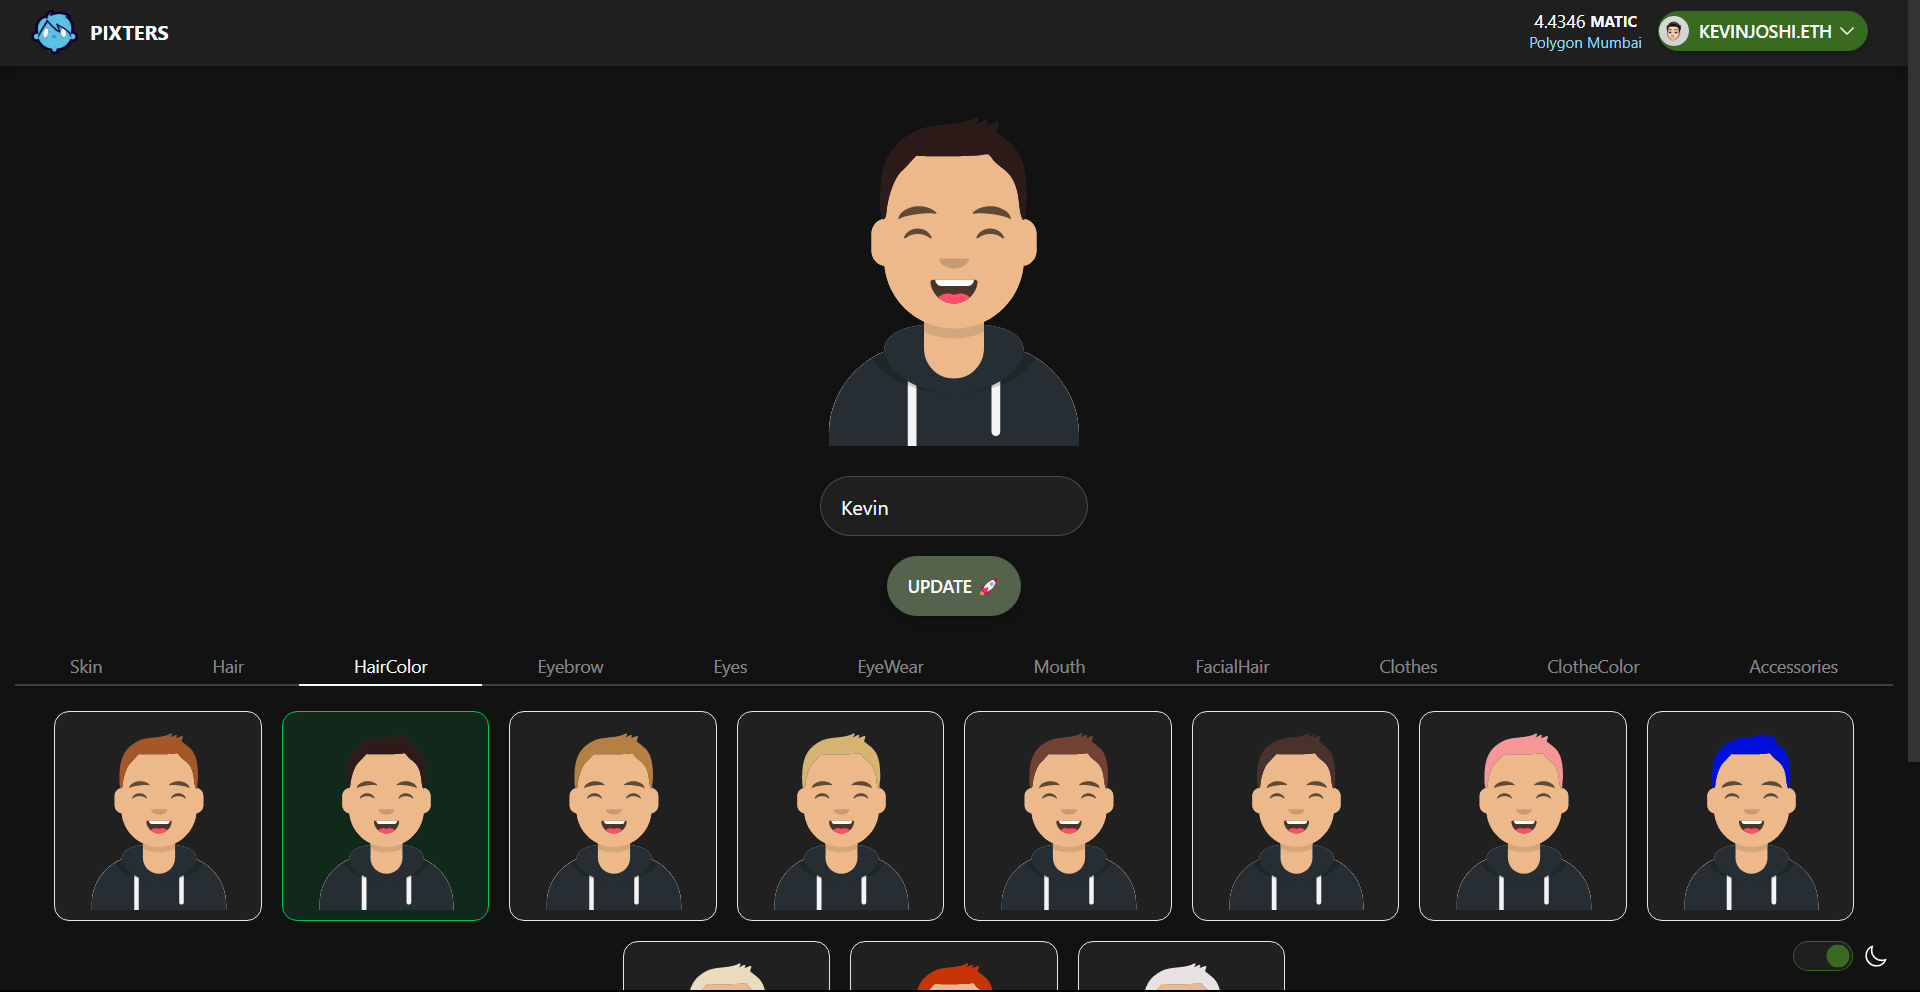 PIXTERS
4.4346 MATIC
Polygon Mumbai
KEVINJOSHI.ETH
Kevin
UPDATE 🚀
Skin Hair HairColor Eyebrow Eyes EyeWear Mouth FacialHair Clothes ClotheColor Accessories